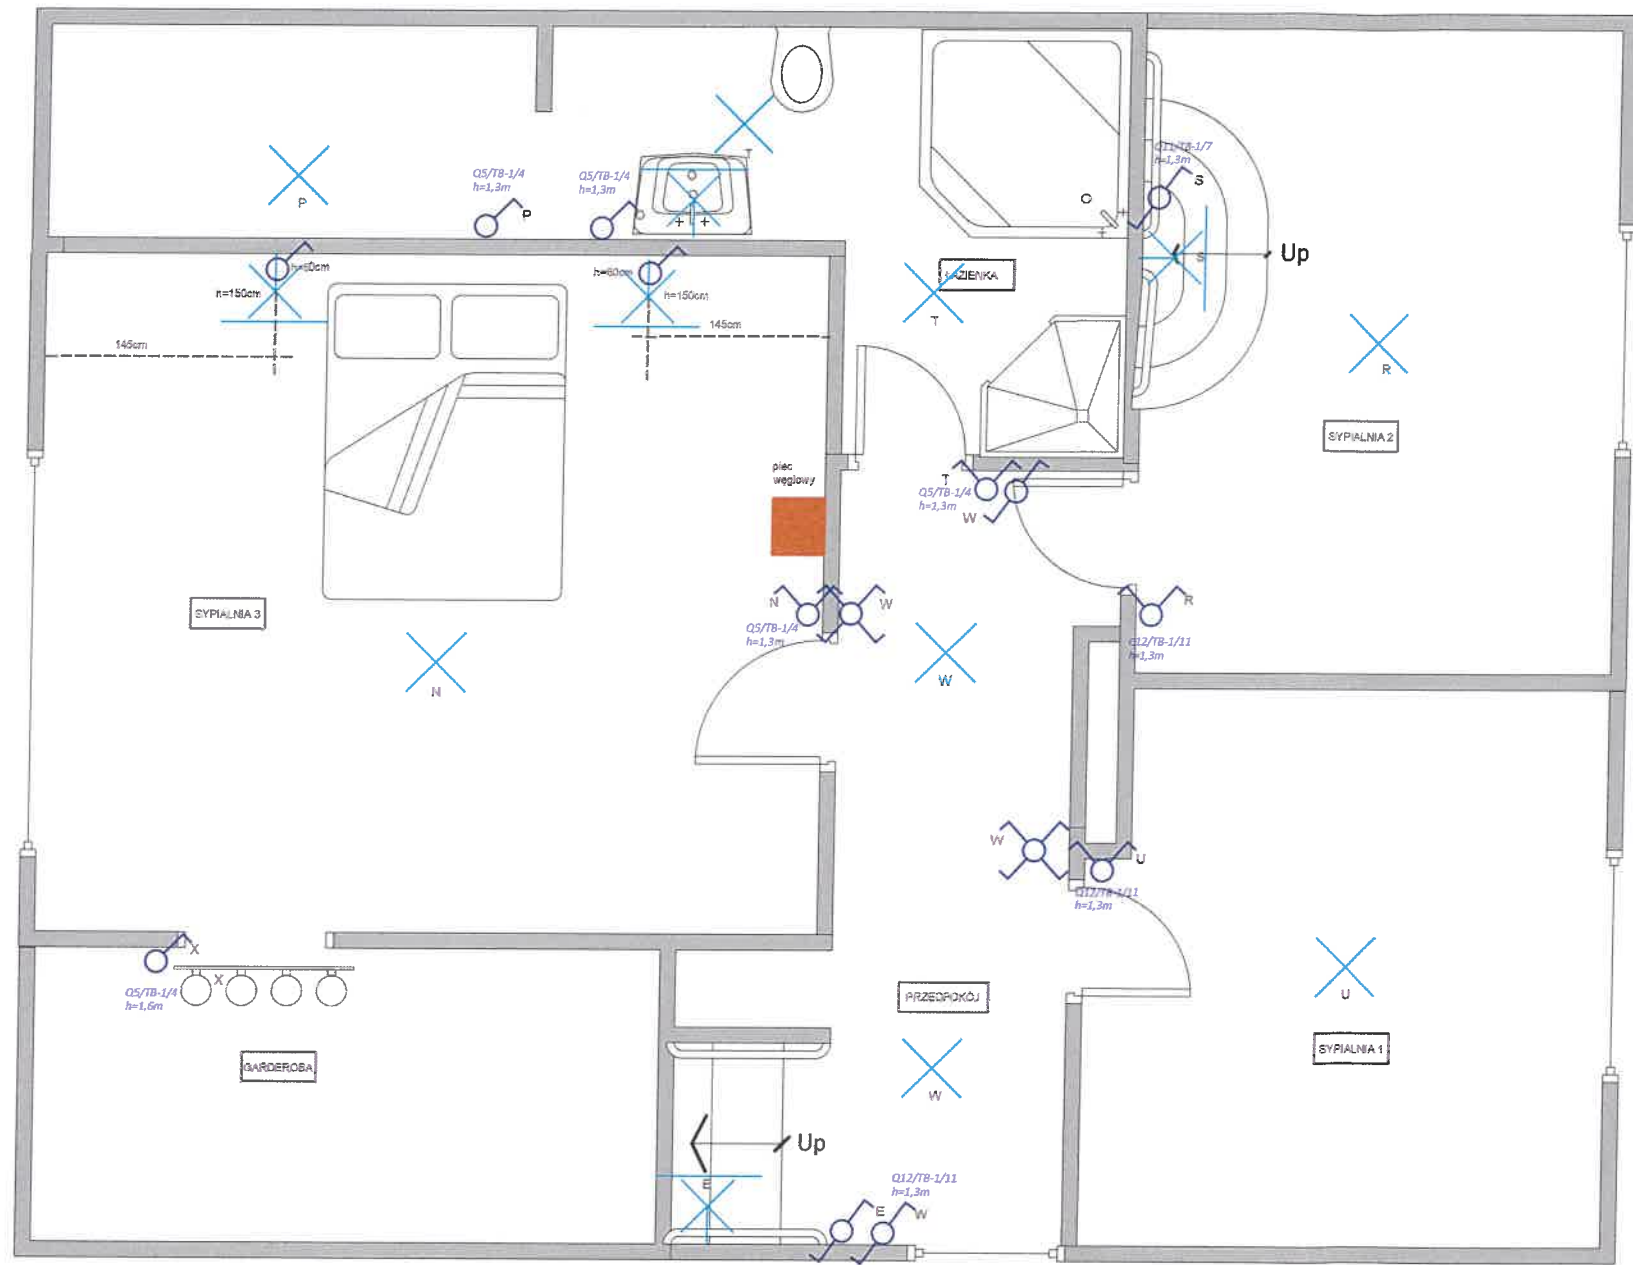 Q11/TB-1/7
h=1,3m
S
Q5/TB-1/4
h=1,3m
P
Q5/TB-1/4
h=1,3m
T
P
S
Up
h=60cm
h=150cm
h=60cm
h=150cm
ŁAZIENKA
T
145cm
145cm
R
SYPIALNIA 2
piec
węglowy
T
Q5/TB-1/4
h=1,3m
W
N
W
R
Q5/TB-1/4
h=1,3m
Q12/TB-1/11
h=1,3m
SYPIALNIA 3
N
W
W
U
Q12/TB-1/11
h=1,3m
X
X
Q5/TB-1/4
h=1,6m
PRZEDPOKÓJ
U
SYPIALNIA 1
GARDEROBA
W
Up
E
Q12/TB-1/11
h=1,3m
E
W